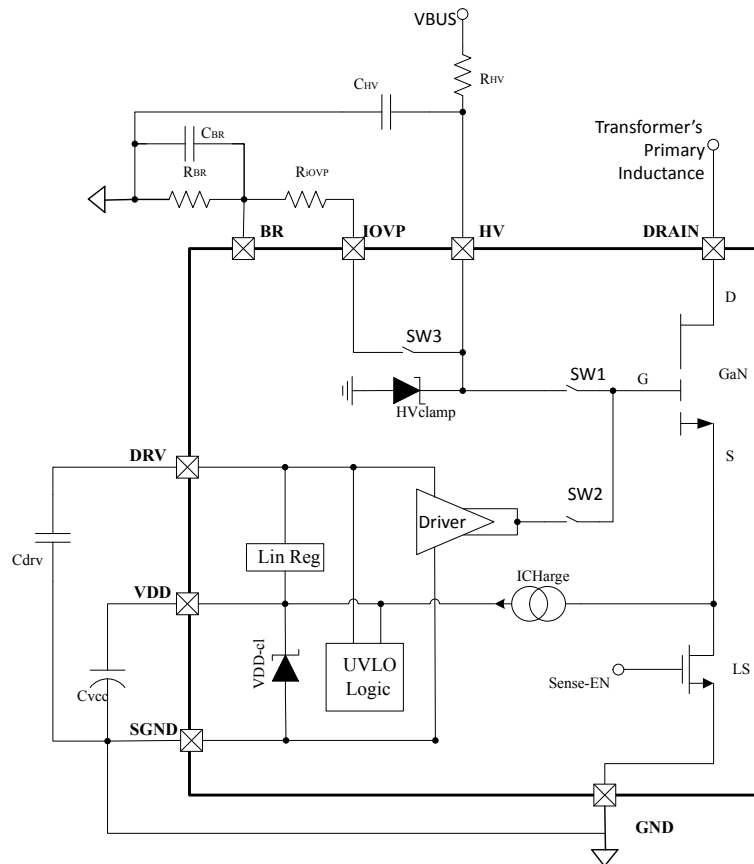 VBUS
RHV
CHV
CBR
RBR
RiOVP
Transformer's
Primary
Inductance
BR
IOVP
HV
DRAIN
D
SW3
SW1
G
GaN
HVclamp
S
DRV
SW2
Driver
Cdrv
Lin Reg
ICHarge
VDD
VDD-cl
UVLO
Logic
LS
Sense-EN
Cvcc
SGND
GND